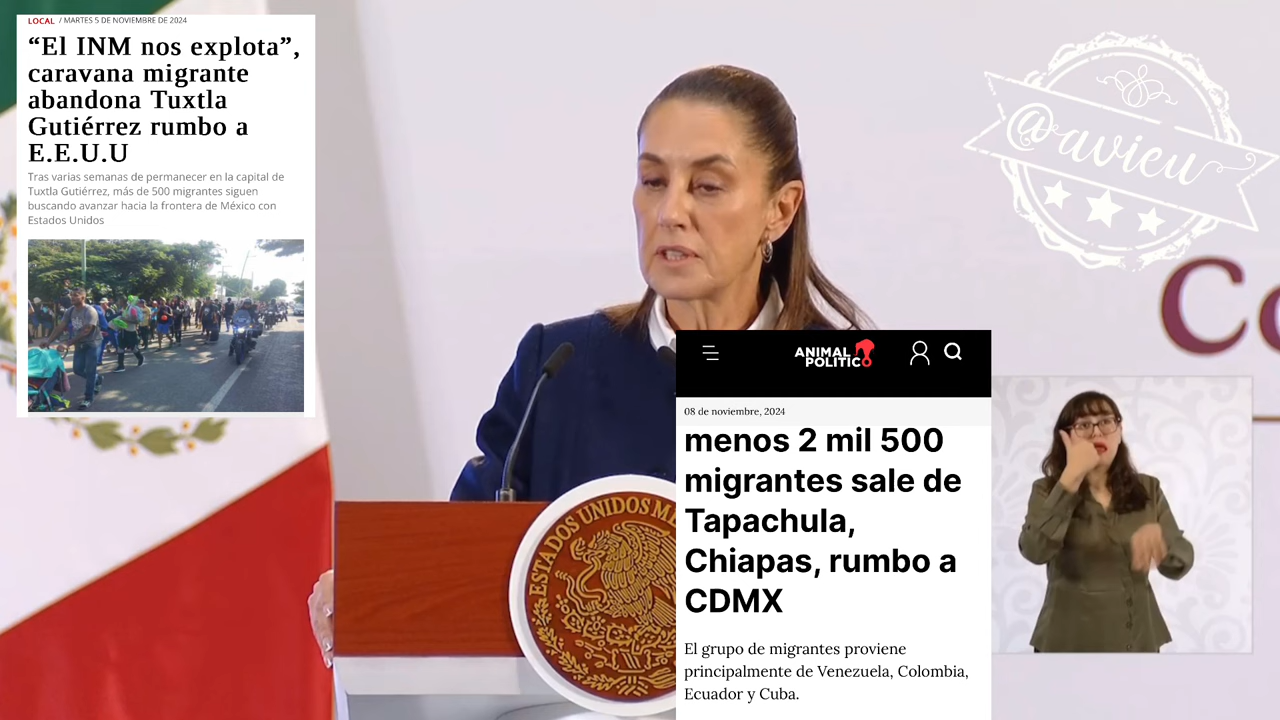 LOCAL / MARTES 5 DE NOVIEMBRE DE 2024
“El INM nos explota”,
caravana migrante
abandona Tuxtla
Gutiérrez rumbo a
E.E.U.U
Tras varias semanas de permanecer en la capital de
Tuxtla Gutiérrez, más de 500 migrantes siguen
buscando avanzar hacia la frontera de México con
Estados Unidos
@avicu
ESTADOS UNIDOS
ANIMAL
POLÍTICO
08 de noviembre, 2024
menos 2 mil 500
migrantes sale de
Tapachula,
Chiapas, rumbo a
CDMX
El grupo de migrantes proviene
principalmente de Venezuela, Colombia,
Ecuador y Cuba.